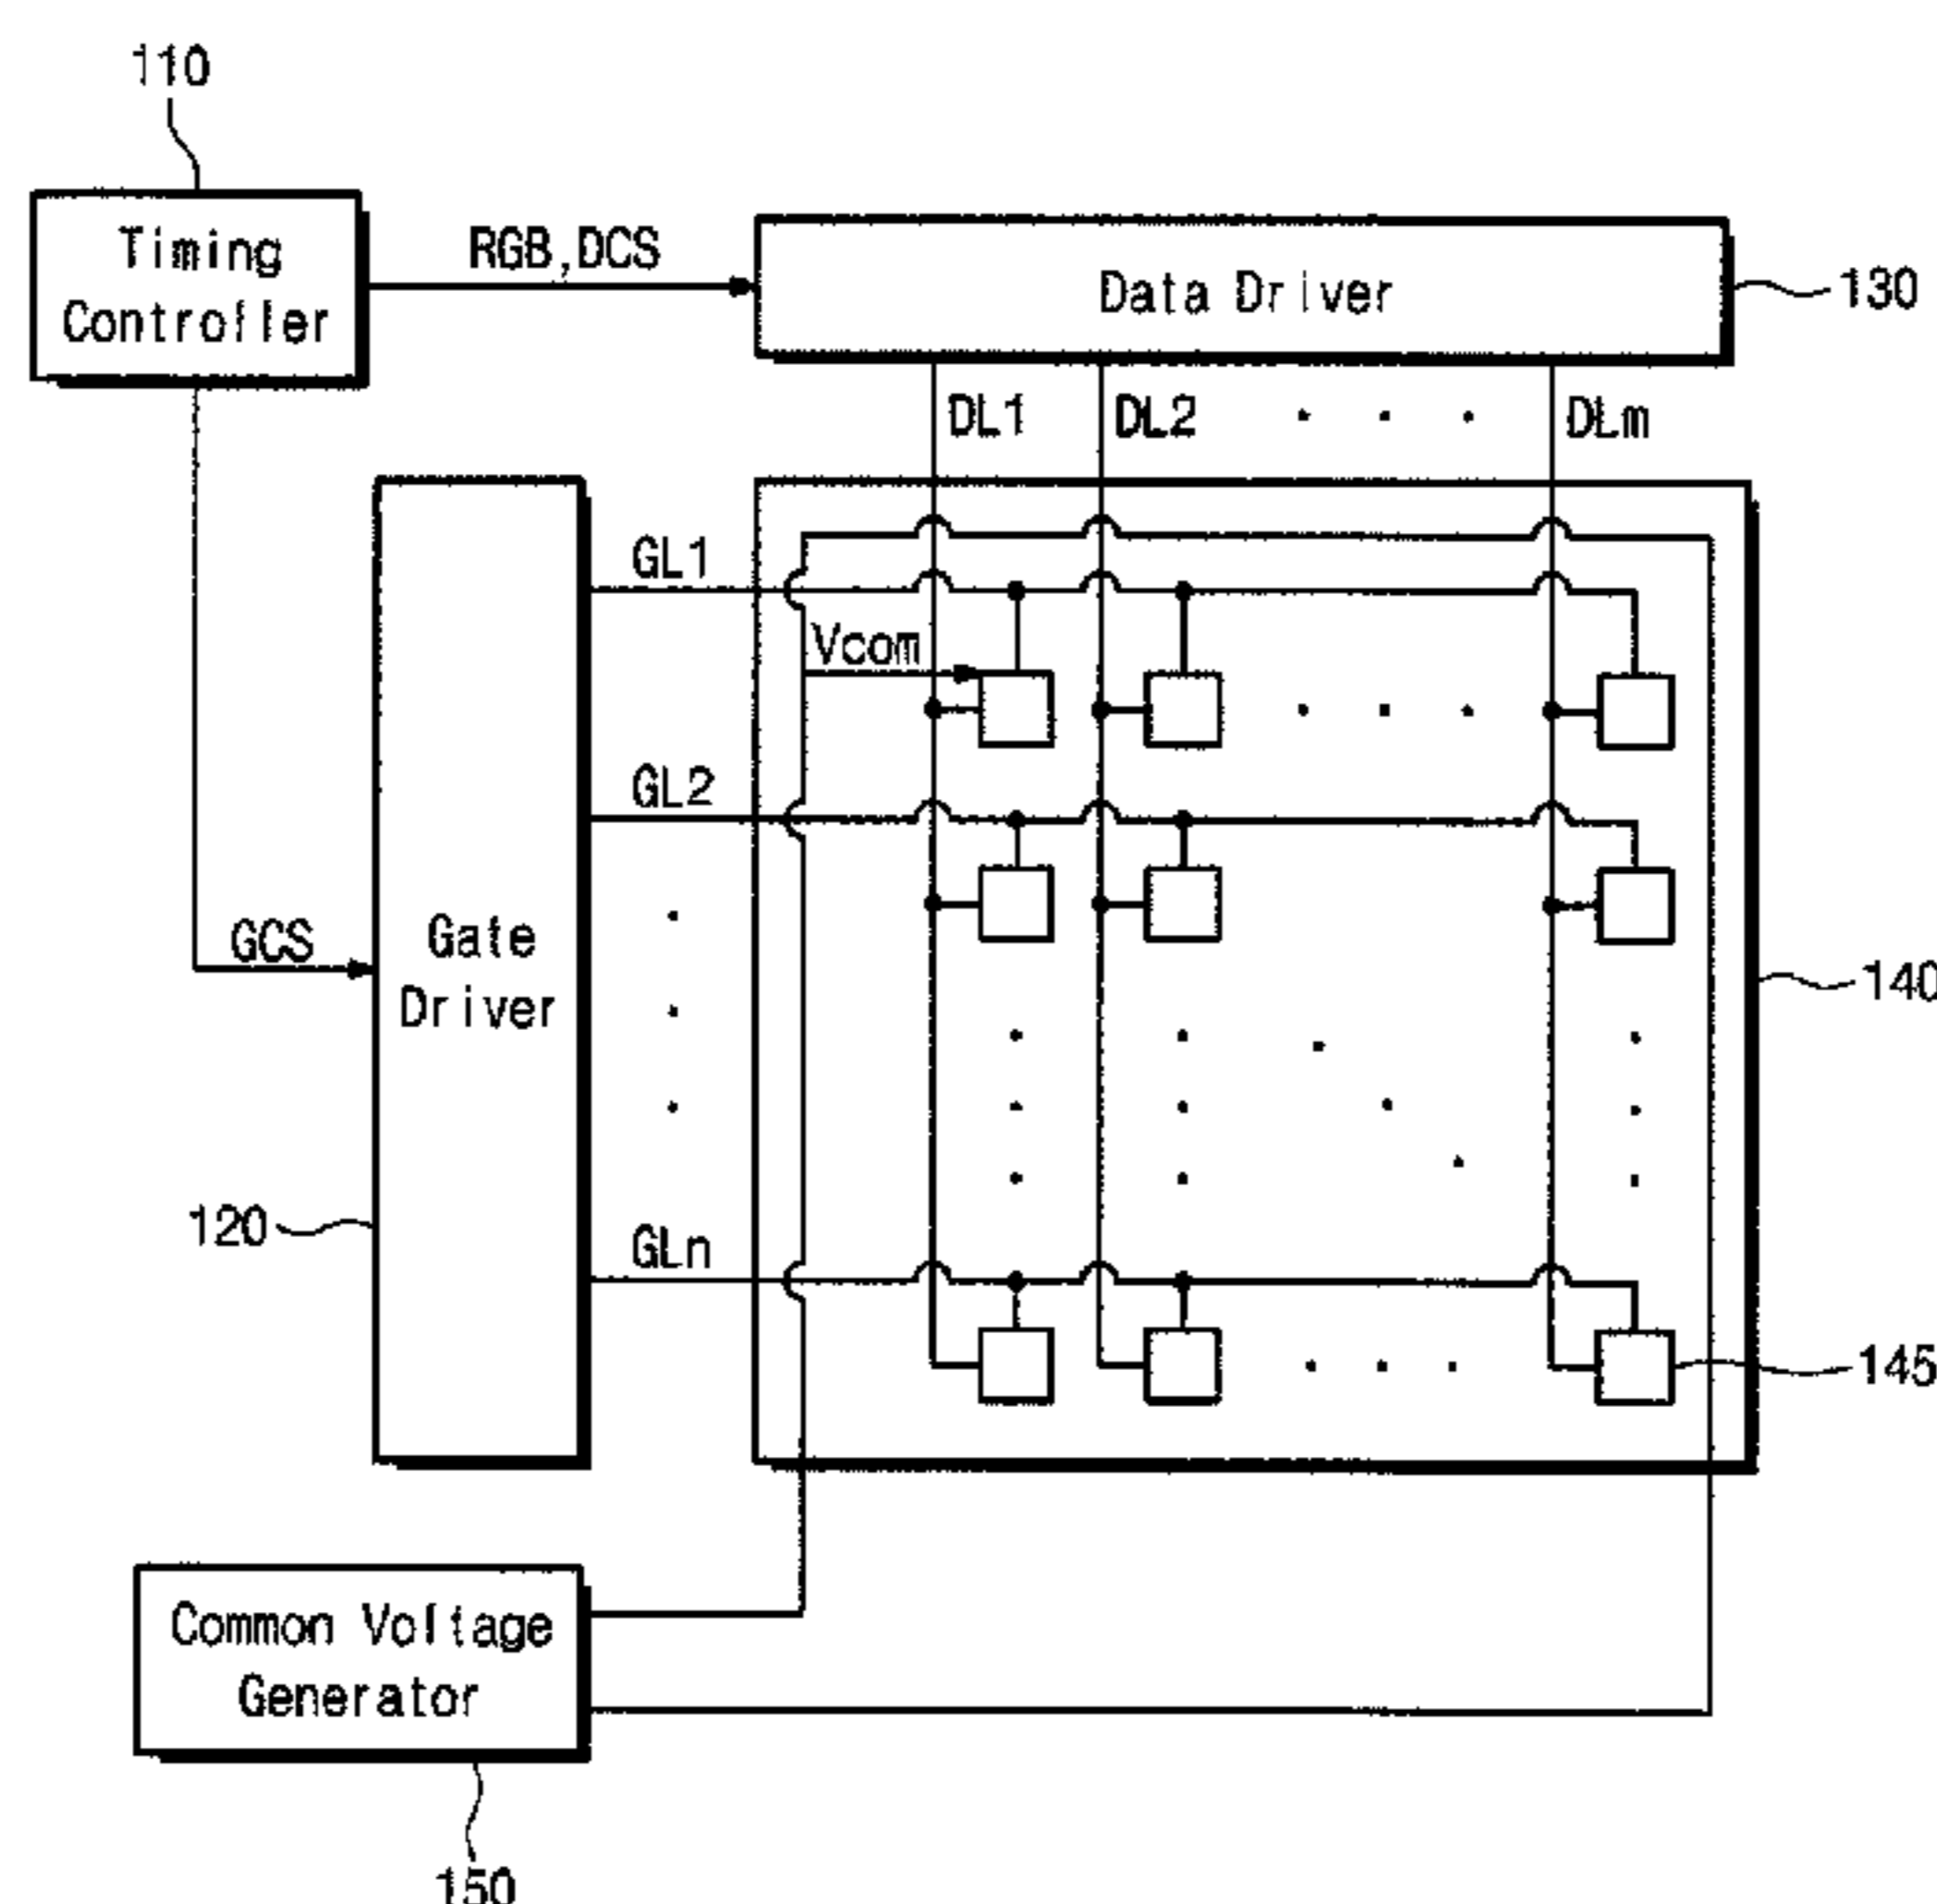 110
Timing
Controller
RGB,DCS
Data Driver
130
DL1
DL2
DLm
GL1
Vcom
GL2
GCS
Gate
Driver
140
120
GLn
145
Common Voltage
Generator
150